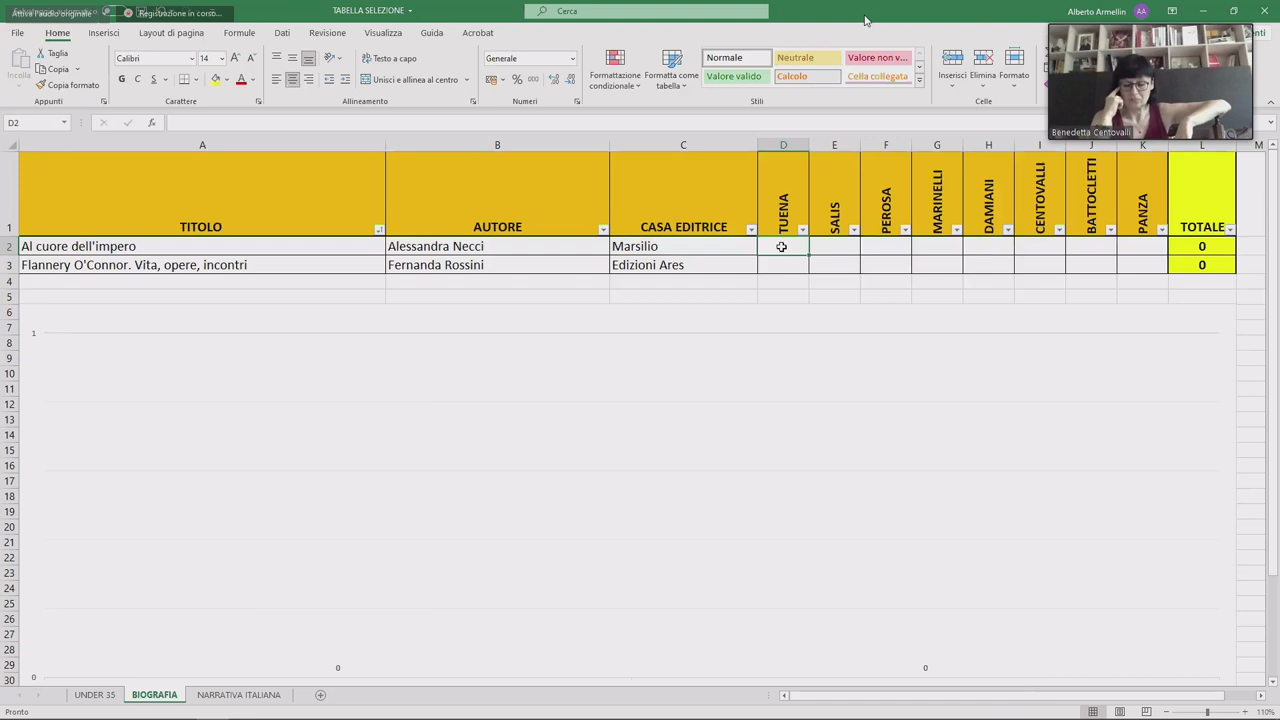 Attiva l'audio originale
Registrazione in corso...
TABELLA SELEZIONE
Cerca
Alberto Armellin
AA
File
Home
Inserisci
Layout di pagina
Formule
Dati
Revisione
Visualizza
Guida
Acrobat
Incolla
Taglia
Copia
Copia formato
Appunti
Calibri
14
G
C
S
Carattere
Testo a capo
Unisci e allinea al centro
Allineamento
Generale
%
000
Numeri
Formattazione condizionale
Formatta come tabella
Normale
Neutrale
Valore non v...
Valore valido
Calcolo
Cella collegata
Stili
Inserisci
Elimina
Formato
Celle
Benedetta Centovalli
D2
fx
A B C D E F G H I J K L M
1 TITOLO AUTORE CASA EDITRICE TUENA SALIS PEROSA MARINELLI DAMIANI CENTOVALLI BATTOCLETTI PANZA TOTALE
2 Al cuore dell'impero Alessandra Necci Marsilio 0
3 Flannery O'Connor. Vita, opere, incontri Fernanda Rossini Edizioni Ares 0
4
5
6
7
8
9
10
11
12
13
14
15
16
17
18
19
20
21
22
23
24
25
26
27
28
29
30
1
0
0
0
UNDER 35
BIOGRAFIA
NARRATIVA ITALIANA
Pronto
110%